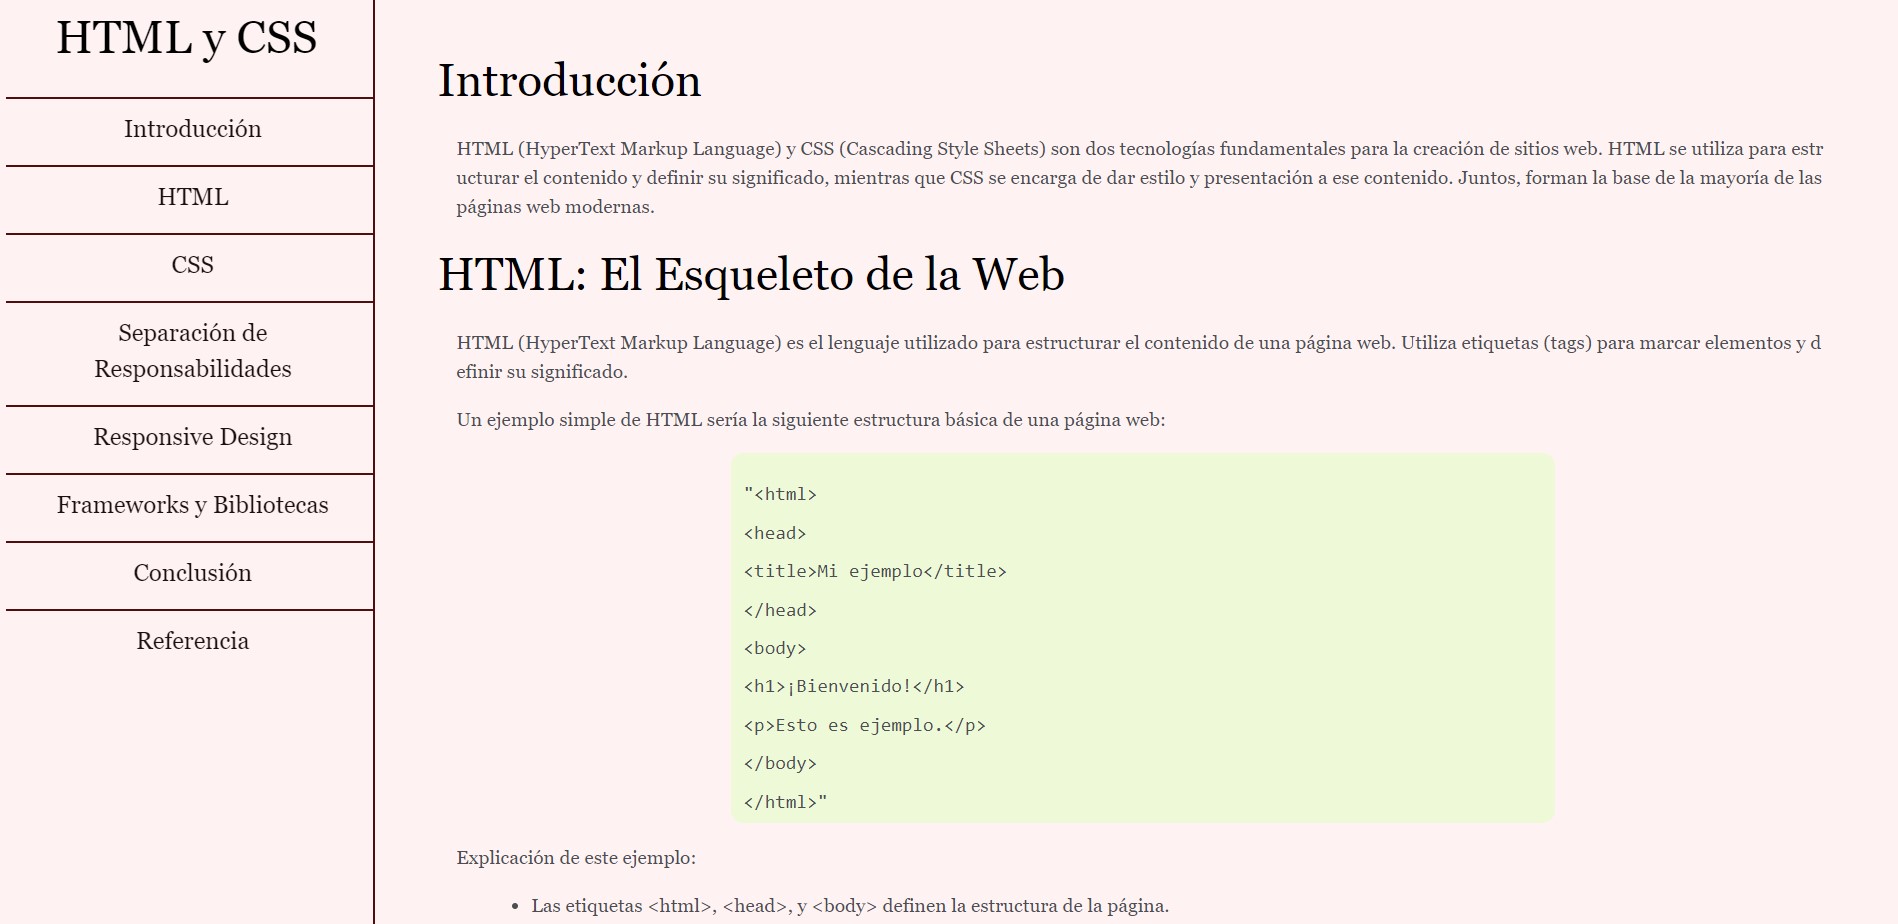 HTML y CSS
Introducción
HTML
CSS
Separación de
Responsabilidades
Responsive Design
Frameworks y Bibliotecas
Conclusión
Referencia
Introducción
HTML (HyperText Markup Language) y CSS (Cascading Style Sheets) son dos tecnologías fundamentales para la creación de sitios web. HTML se utiliza para estr
ucturar el contenido y definir su significado, mientras que CSS se encarga de dar estilo y presentación a ese contenido. Juntos, forman la base de la mayoría de las
páginas web modernas.
HTML: El Esqueleto de la Web
HTML (HyperText Markup Language) es el lenguaje utilizado para estructurar el contenido de una página web. Utiliza etiquetas (tags) para marcar elementos y d
efinir su significado.
Un ejemplo simple de HTML sería la siguiente estructura básica de una página web:
"<html>
<head>
<title>Mi ejemplo</title>
</head>
<body>
<h1>¡Bienvenido!</h1>
<p>Esto es ejemplo.</p>
</body>
</html>"
Explicación de este ejemplo:
• Las etiquetas <html>, <head>, y <body> definen la estructura de la página.